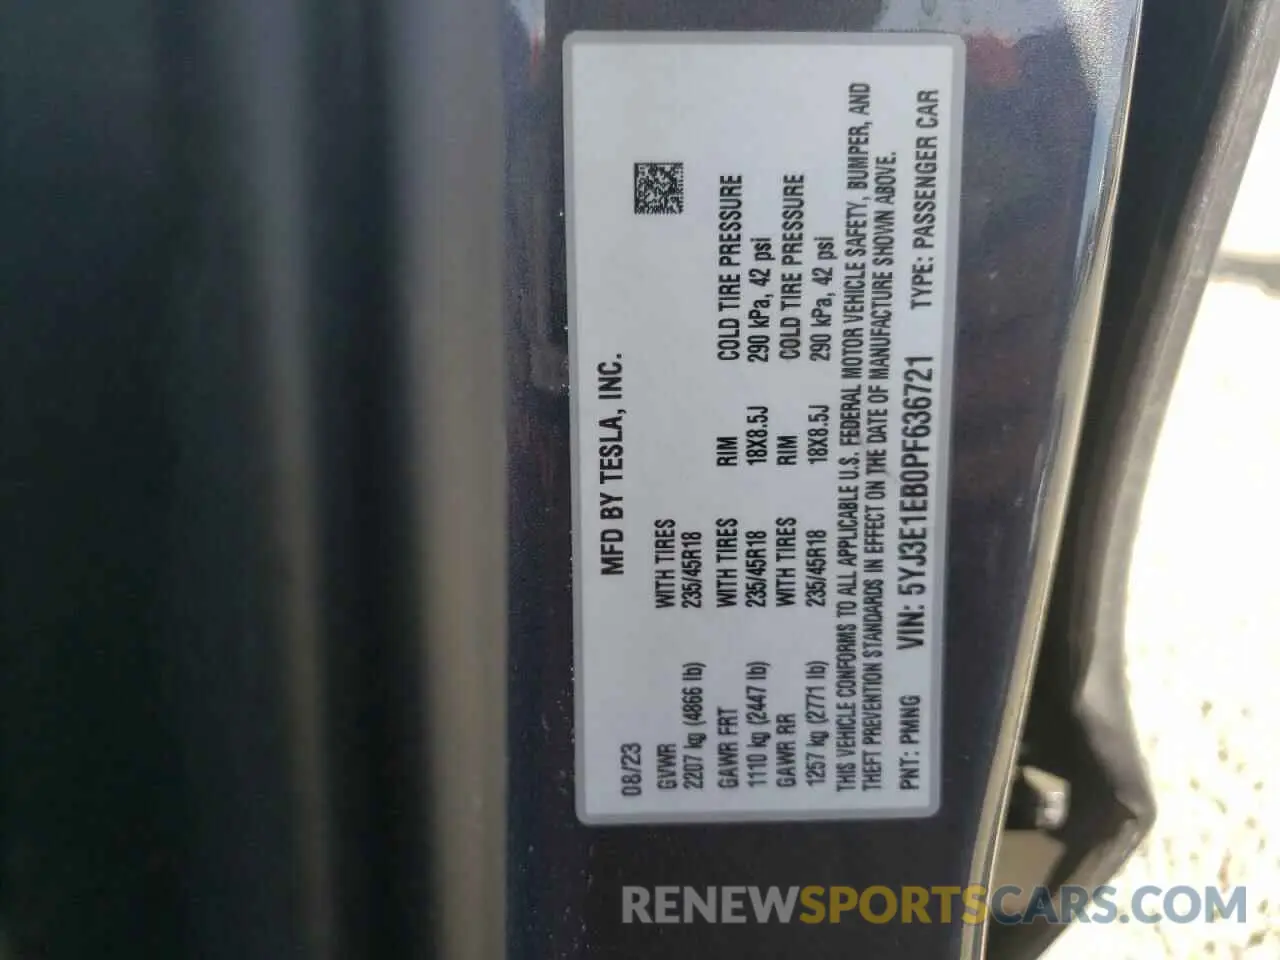 MFD BY TESLA, INC.
08/23
GVWR WITH TIRES
2207 kg (4866 lb) 235/45R18
GAWR FRT WITH TIRES RIM COLD TIRE PRESSURE
1110 kg (2447 lb) 235/45R18 18X8.5J 290 kPa, 42 psi
GAWR RR WITH TIRES RIM COLD TIRE PRESSURE
1257 kg (2771 lb) 235/45R18 18X8.5J 290 kPa, 42 psi
THIS VEHICLE CONFORMS TO ALL APPLICABLE U.S. FEDERAL MOTOR VEHICLE SAFETY, BUMPER, AND
THEFT PREVENTION STANDARDS IN EFFECT ON THE DATE OF MANUFACTURE SHOWN ABOVE.
PNT: PMNG VIN: 5YJ3E1EB0PF636721 TYPE: PASSENGER CAR
RENEWSPORTSCARS.COM